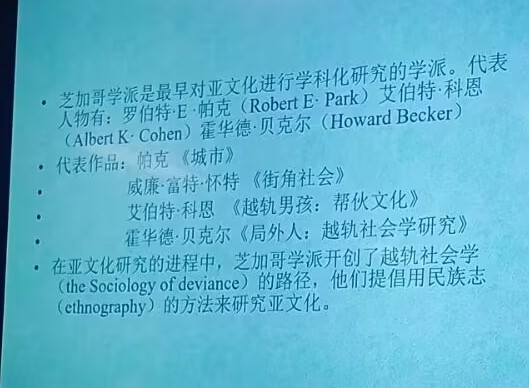 • 芝加哥学派是最早对亚文化进行学科化研究的学派。代表
人物有：罗伯特·E·帕克（Robert E· Park）艾伯特·科恩
（Albert K· Cohen）霍华德·贝克尔（Howard Becker）
• 代表作品：帕克 《城市》
• 威廉·富特·怀特 《街角社会》
• 艾伯特·科恩 《越轨男孩：帮伙文化》
• 霍华德·贝克尔《局外人：越轨社会学研究》
• 在亚文化研究的进程中，芝加哥学派开创了越轨社会学
（the Sociology of deviance）的路径，他们提倡用民族志
（ethnography）的方法来研究亚文化。